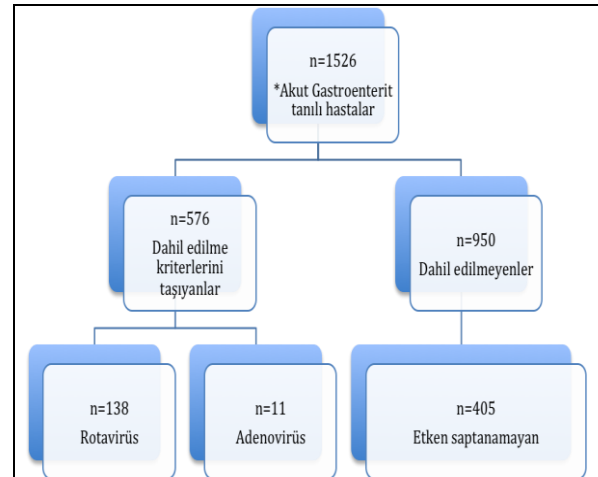 n=1526
*Akut Gastroenterit
tanılı hastalar
n=576
Dahil edilme
kriterlerini
taşıyanlar
n=950
Dahil edilmeyenler
n=138
Rotavirüs
n=11
Adenovirüs
n=405
Etken saptanamayan